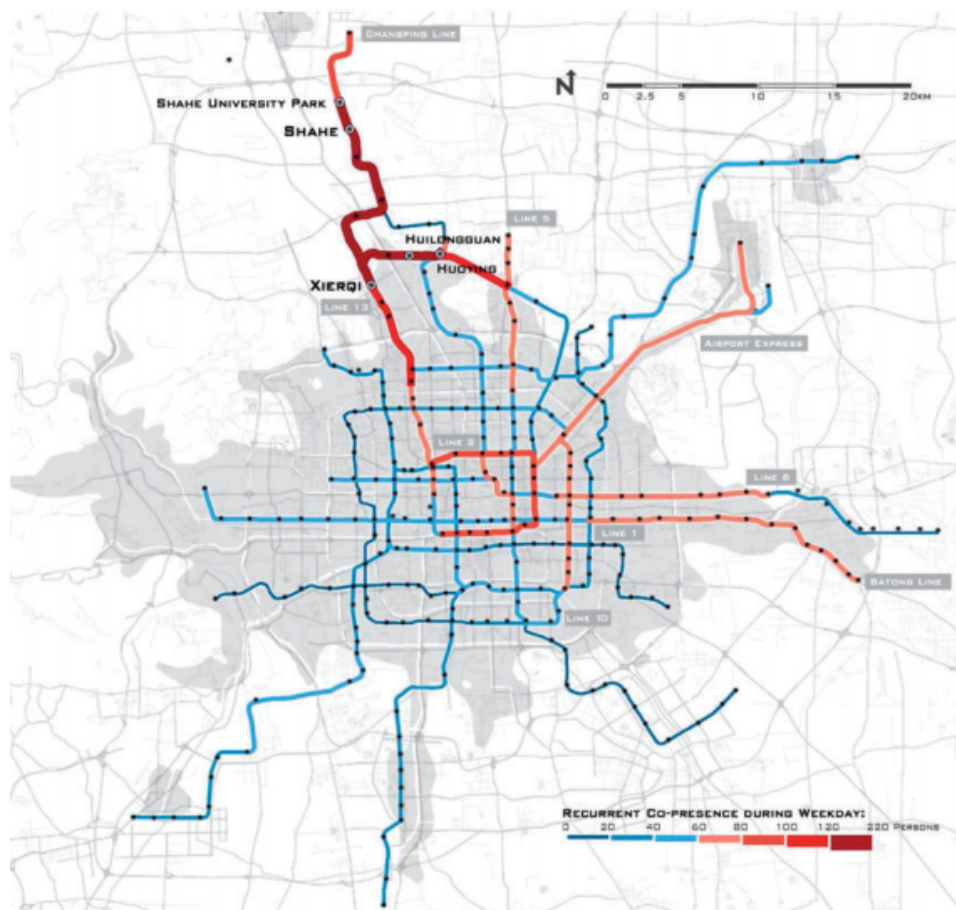 Changping Line
N
0 2.5 5 10 15 20km
Shahe University Park
Shahe
Line 5
Huilongguan
Huoying
Xierqi
Line 13
Airport Express
Line 2
Line 6
Line 1
Batong Line
Line 10
Recurrent Co-presence during Weekday:
0 20 40 60 80 100 120 220 Persons